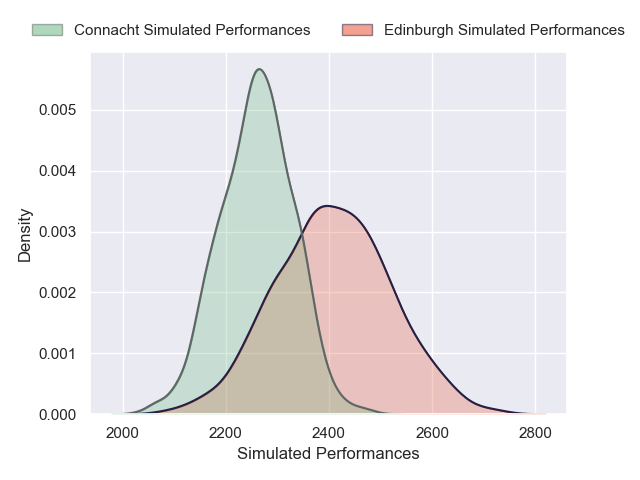 Connacht Simulated Performances
Edinburgh Simulated Performances
Density
0.005
0.004
0.003
0.002
0.001
0.000
2000 2200 2400 2600 2800
Simulated Performances